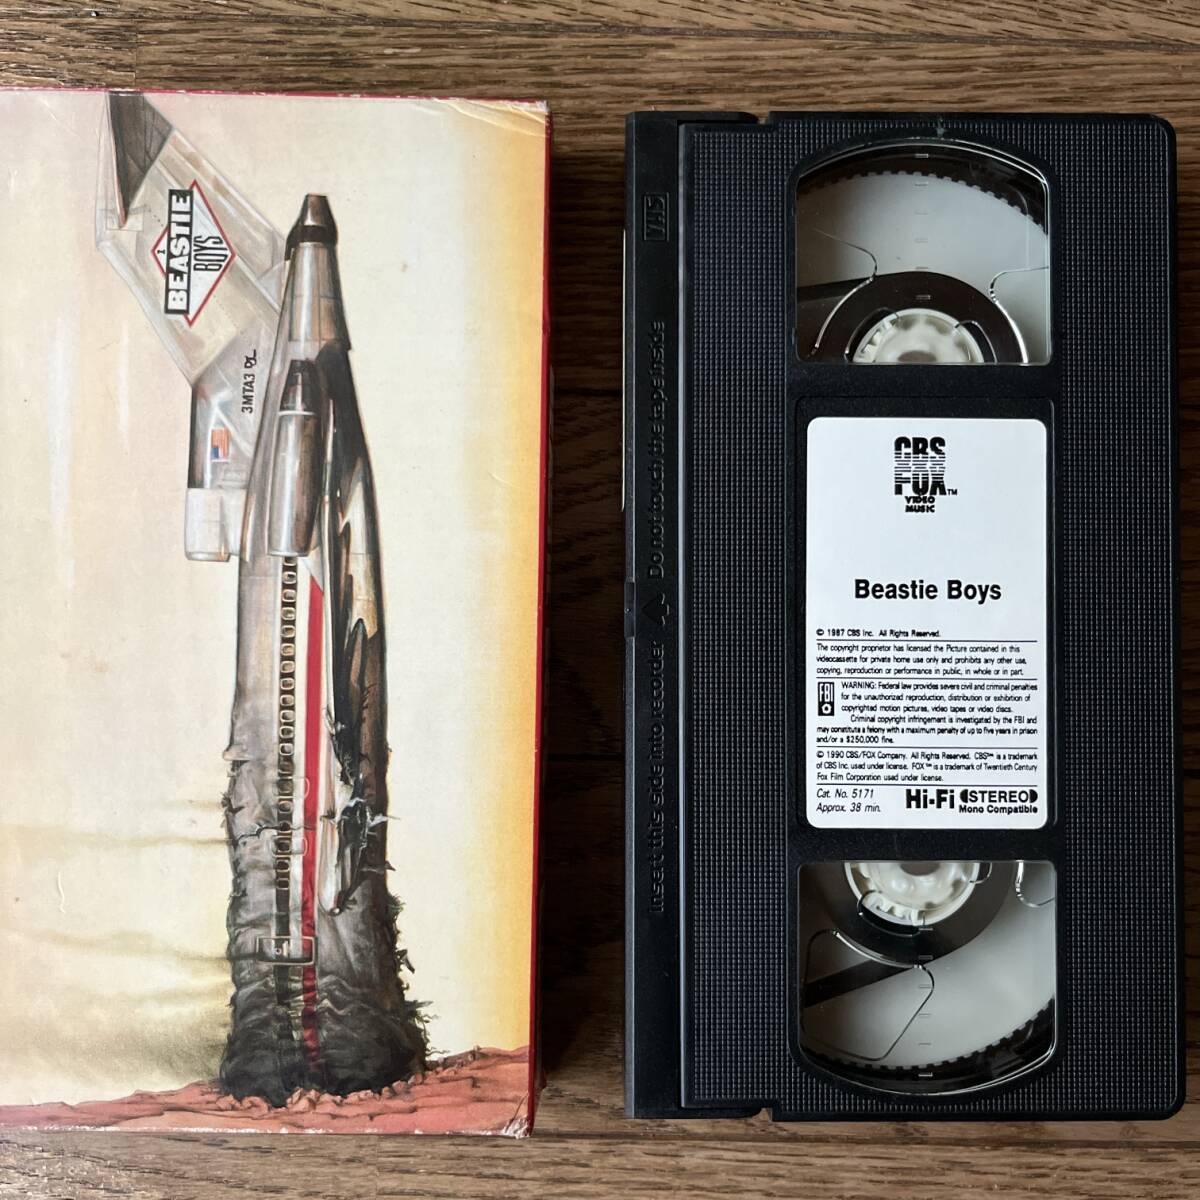 BEASTIE
BOYS
3MTA3
VHS
Do not touch the tape inside
Insert this side into recorder
CBS
FOX™
VIDEO
MUSIC
Beastie Boys
© 1987 CBS Inc. All Rights Reserved.
The copyright proprietor has licensed the Picture contained in this
videocassette for private home use only and prohibits any other use,
copying, reproduction or performance in public, in whole or in part.
FBI
WARNING: Federal law provides severe civil and criminal penalties
for the unauthorized reproduction, distribution or exhibition of
copyrighted motion pictures, video tapes or video discs.
Criminal copyright infringement is investigated by the FBI and
may constitute a felony with a maximum penalty of up to five years in prison
and/or a $250,000 fine.
© 1990 CBS/FOX Company. All Rights Reserved. CBS™ is a trademark
of CBS Inc. used under license. FOX™ is a trademark of Twentieth Century
Fox Film Corporation used under license.
Cat. No. 5171
Approx. 38 min.
Hi-Fi STEREO
Mono Compatible